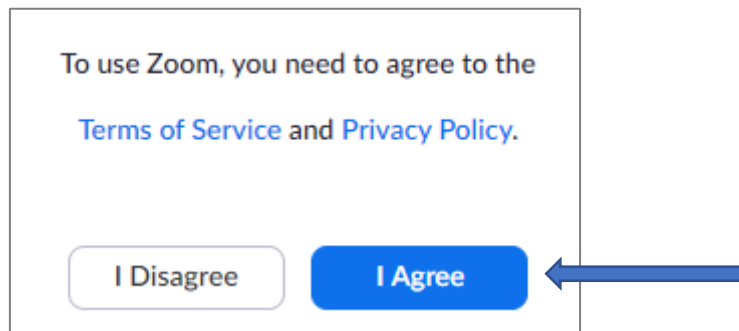 To use Zoom, you need to agree to the
Terms of Service and Privacy Policy.
I Disagree
I Agree